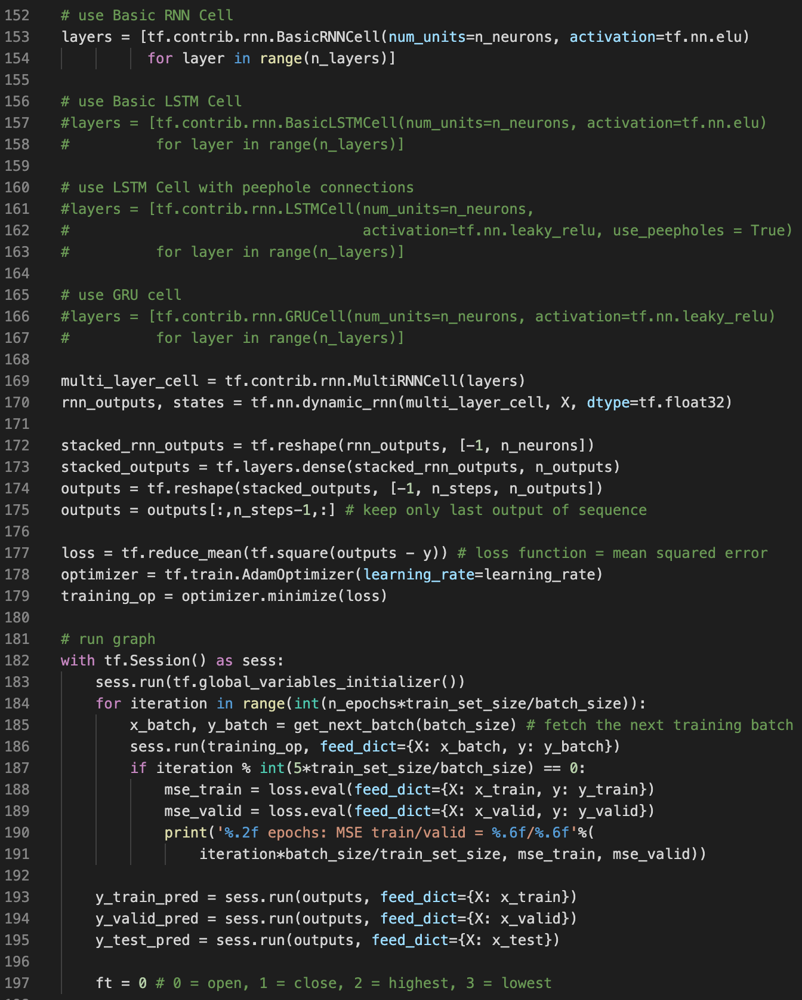 152 # use Basic RNN Cell
153 layers = [tf.contrib.rnn.BasicRNNCell(num_units=n_neurons, activation=tf.nn.elu)
154           for layer in range(n_layers)]
155
156 # use Basic LSTM Cell
157 #layers = [tf.contrib.rnn.BasicLSTMCell(num_units=n_neurons, activation=tf.nn.elu)
158 #          for layer in range(n_layers)]
159
160 # use LSTM Cell with peephole connections
161 #layers = [tf.contrib.rnn.LSTMCell(num_units=n_neurons,
162 #                                  activation=tf.nn.leaky_relu, use_peepholes = True)
163 #          for layer in range(n_layers)]
164
165 # use GRU cell
166 #layers = [tf.contrib.rnn.GRUCell(num_units=n_neurons, activation=tf.nn.leaky_relu)
167 #          for layer in range(n_layers)]
168
169 multi_layer_cell = tf.contrib.rnn.MultiRNNCell(layers)
170 rnn_outputs, states = tf.nn.dynamic_rnn(multi_layer_cell, X, dtype=tf.float32)
171
172 stacked_rnn_outputs = tf.reshape(rnn_outputs, [-1, n_neurons])
173 stacked_outputs = tf.layers.dense(stacked_rnn_outputs, n_outputs)
174 outputs = tf.reshape(stacked_outputs, [-1, n_steps, n_outputs])
175 outputs = outputs[:,n_steps-1,:] # keep only last output of sequence
176
177 loss = tf.reduce_mean(tf.square(outputs - y)) # loss function = mean squared error
178 optimizer = tf.train.AdamOptimizer(learning_rate=learning_rate)
179 training_op = optimizer.minimize(loss)
180
181 # run graph
182 with tf.Session() as sess:
183     sess.run(tf.global_variables_initializer())
184     for iteration in range(int(n_epochs*train_set_size/batch_size)):
185         x_batch, y_batch = get_next_batch(batch_size) # fetch the next training batch
186         sess.run(training_op, feed_dict={X: x_batch, y: y_batch})
187         if iteration % int(5*train_set_size/batch_size) == 0:
188             mse_train = loss.eval(feed_dict={X: x_train, y: y_train})
189             mse_valid = loss.eval(feed_dict={X: x_valid, y: y_valid})
190             print('%.2f epochs: MSE train/valid = %.6f/%.6f'%(
191                 iteration*batch_size/train_set_size, mse_train, mse_valid))
192
193     y_train_pred = sess.run(outputs, feed_dict={X: x_train})
194     y_valid_pred = sess.run(outputs, feed_dict={X: x_valid})
195     y_test_pred = sess.run(outputs, feed_dict={X: x_test})
196
197     ft = 0 # 0 = open, 1 = close, 2 = highest, 3 = lowest